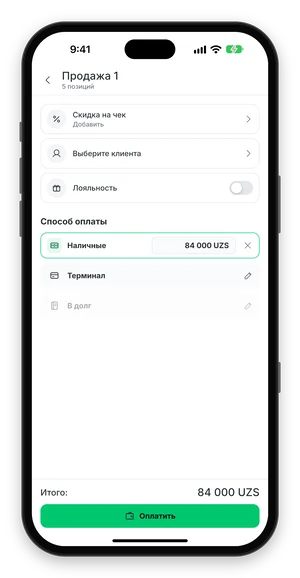 9:41
Продажа 1
5 позиций
Скидка на чек
Добавить
Выберите клиента
Лояльность
Способ оплаты
Наличные 84 000 UZS
Терминал
В долг
Итого: 84 000 UZS
Оплатить